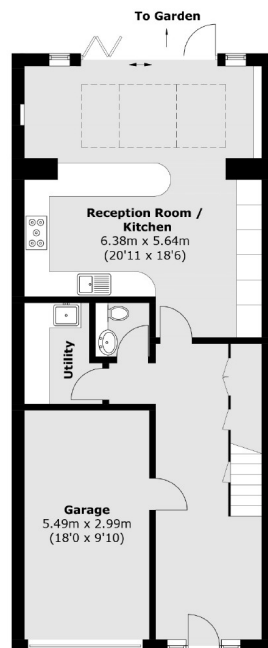 To Garden
Reception Room /
Kitchen
6.38m x 5.64m
(20'11 x 18'6)
Utility
Garage
5.49m x 2.99m
(18'0 x 9'10)